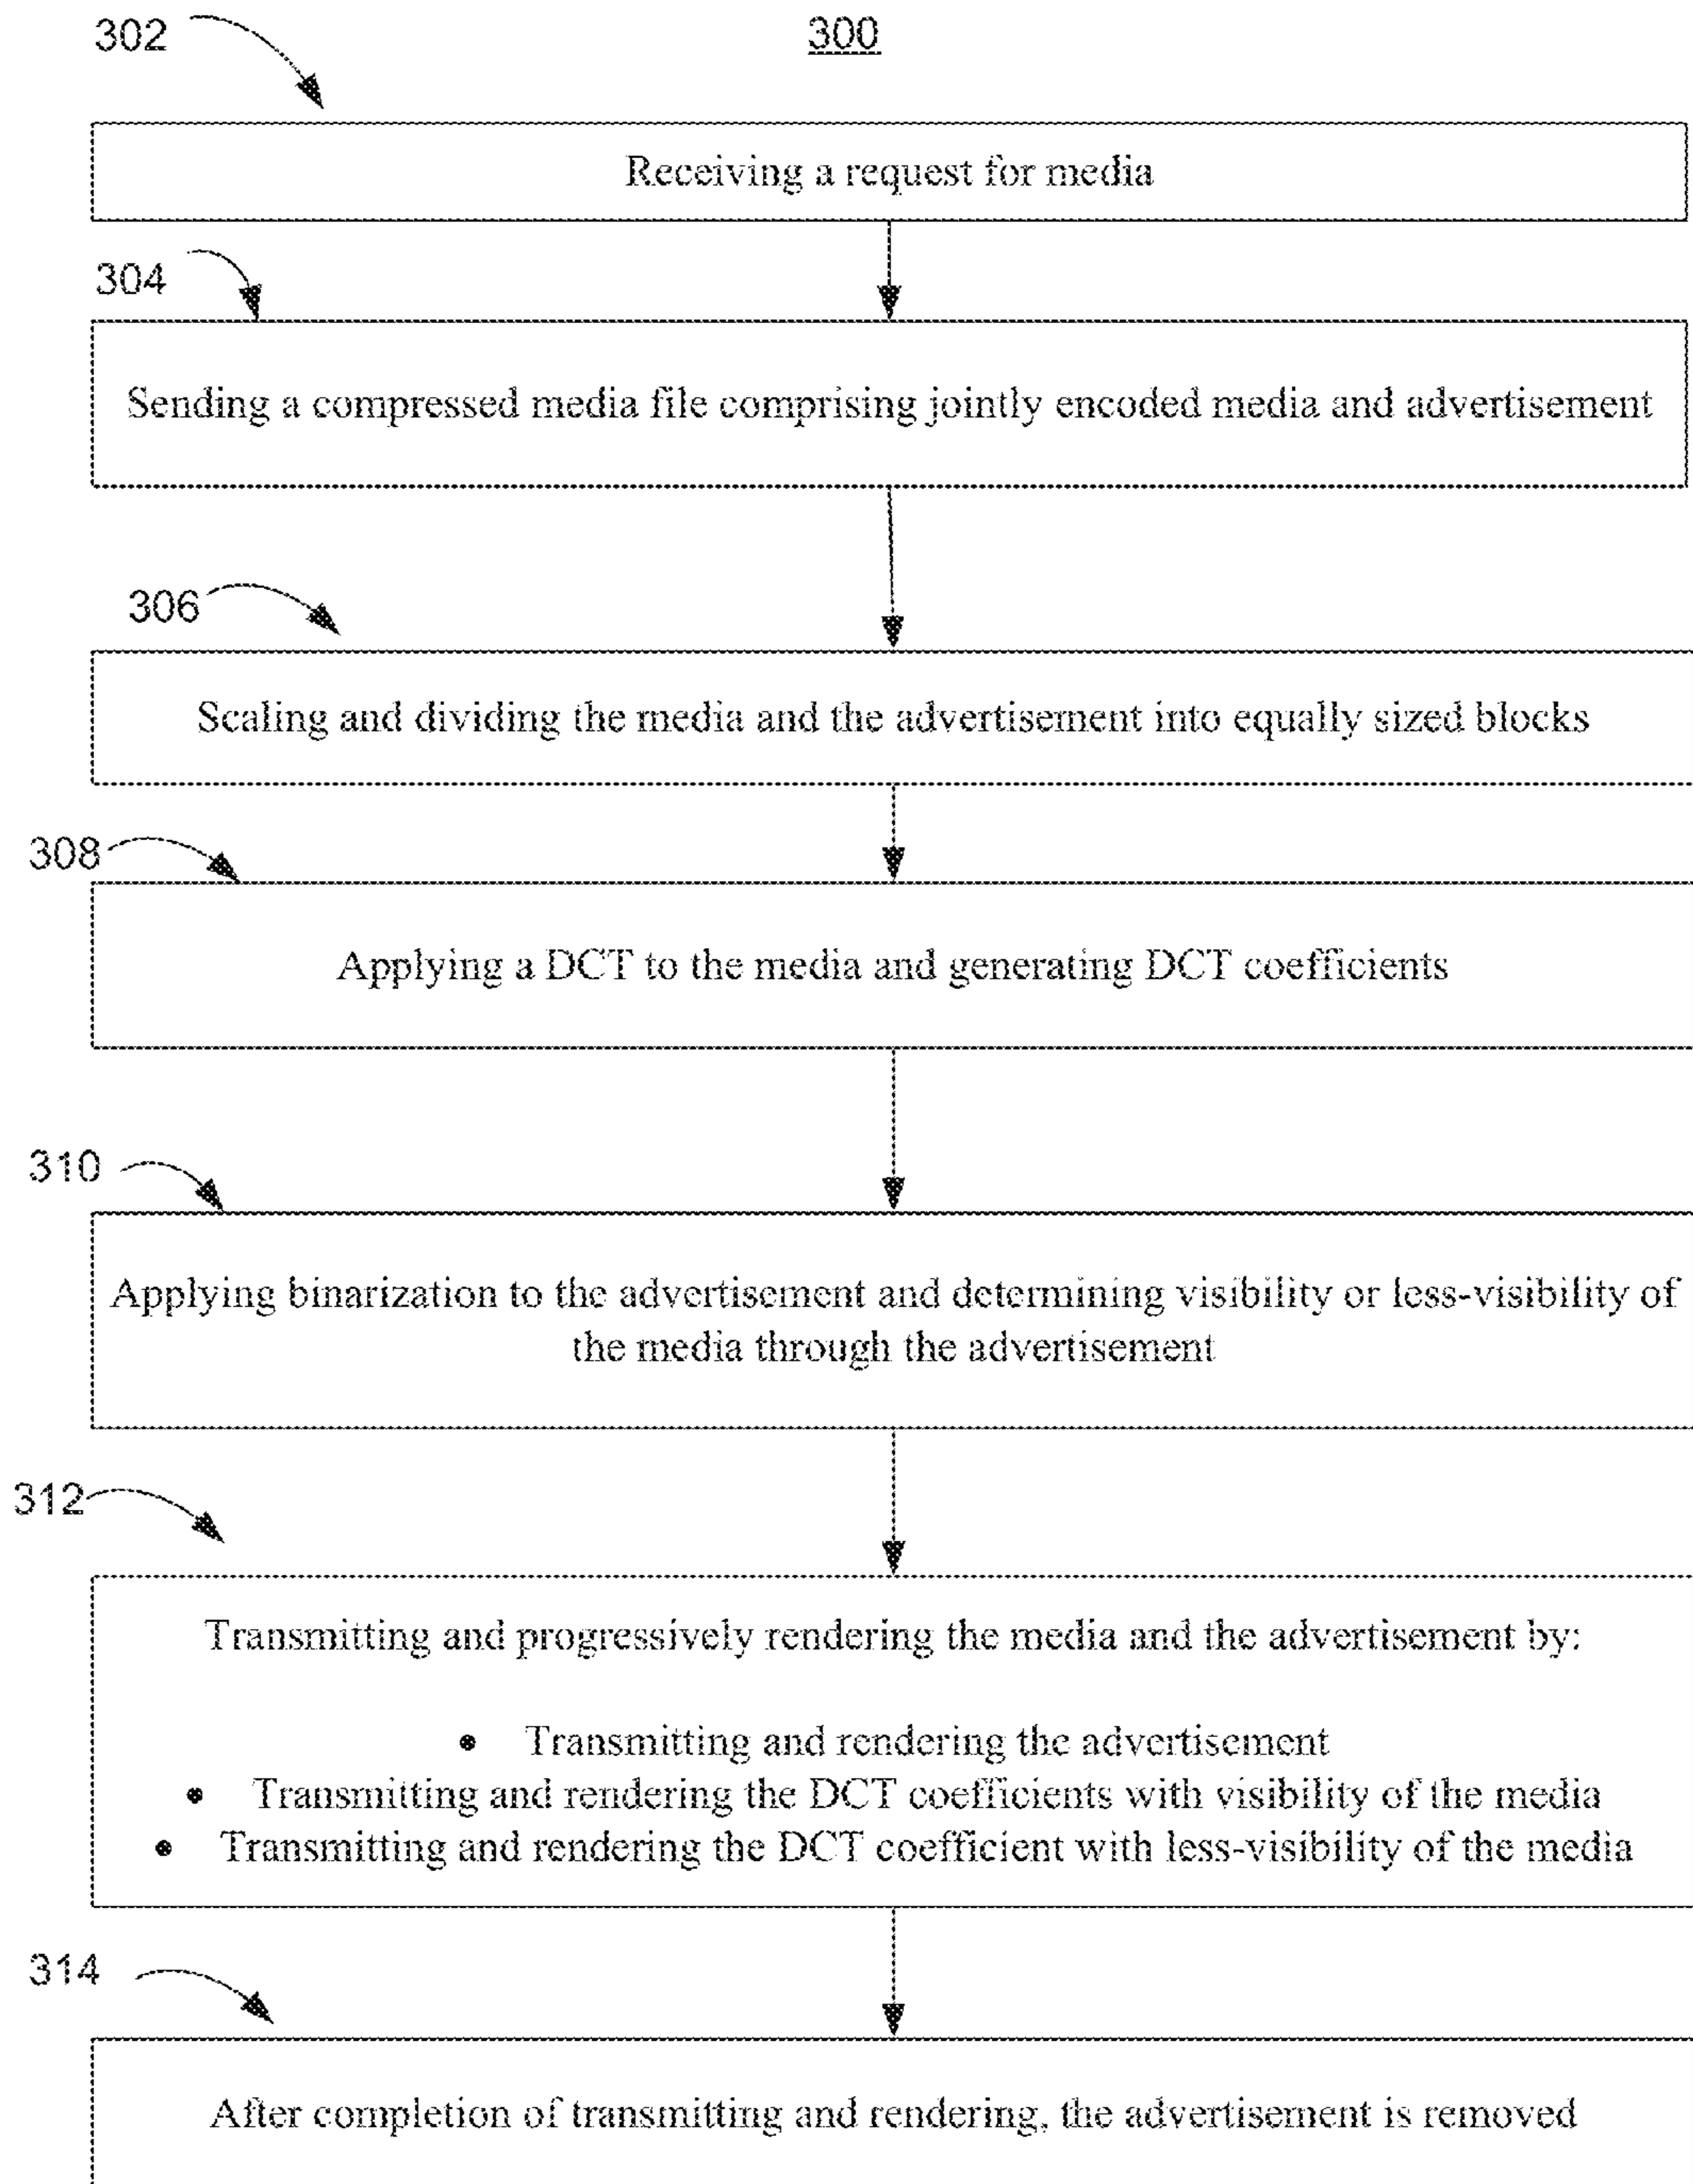 302
300
Receiving a request for media
304
Sending a compressed media file comprising jointly encoded media and advertisement
306
Scaling and dividing the media and the advertisement into equally sized blocks
308
Applying a DCT to the media and generating DCT coefficients
310
Applying binarization to the advertisement and determining visibility or less-visibility of
the media through the advertisement
312
Transmitting and progressively rendering the media and the advertisement by:
• Transmitting and rendering the advertisement
• Transmitting and rendering the DCT coefficients with visibility of the media
• Transmitting and rendering the DCT coefficient with less-visibility of the media
314
After completion of transmitting and rendering, the advertisement is removed